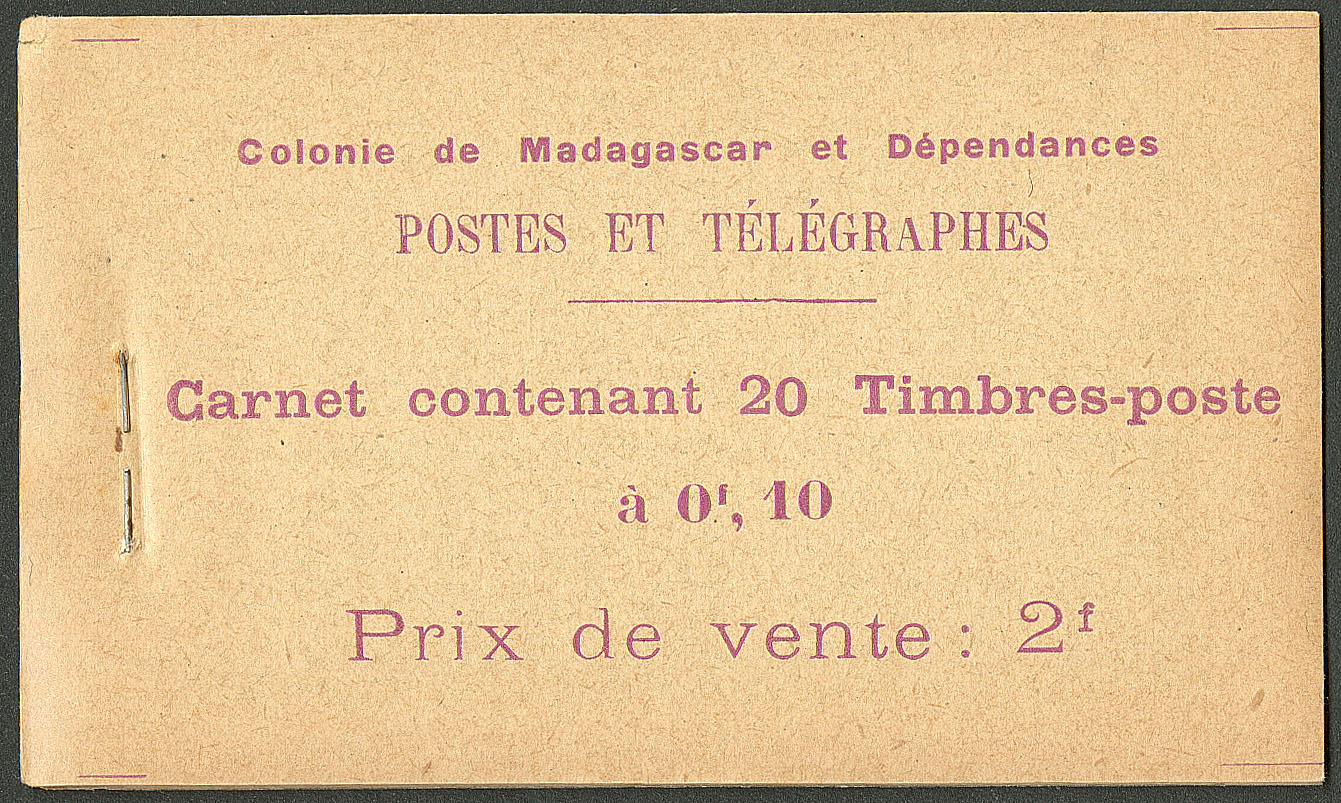 Colonie de Madagascar et Dépendances
POSTES ET TÉLÉGRAPHES
Carnet contenant 20 Timbres-poste
à 0f, 10
Prix de vente : 2f